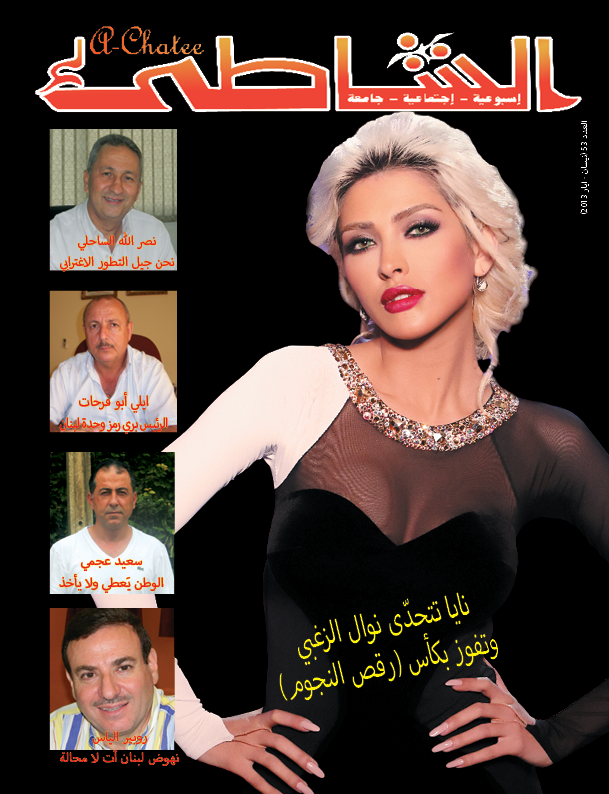 A-Chatee
الشاطئ
إسبوعية - إجتماعية - جامعة
العدد 53 نيسان - ايار 2013
نصر الله الساحلي
نحن جيل التطور الاغترابي
ايلي أبو فرحات
الرئيس بري رمز وحدة لبنان
سعيد عجمي
الوطن يُعطي ولا يأخذ
روبير الياس
نهوض لبنان آت لا محالة
نايا تتحدّى نوال الزغبي
وتفوز بكأس (رقص النجوم)